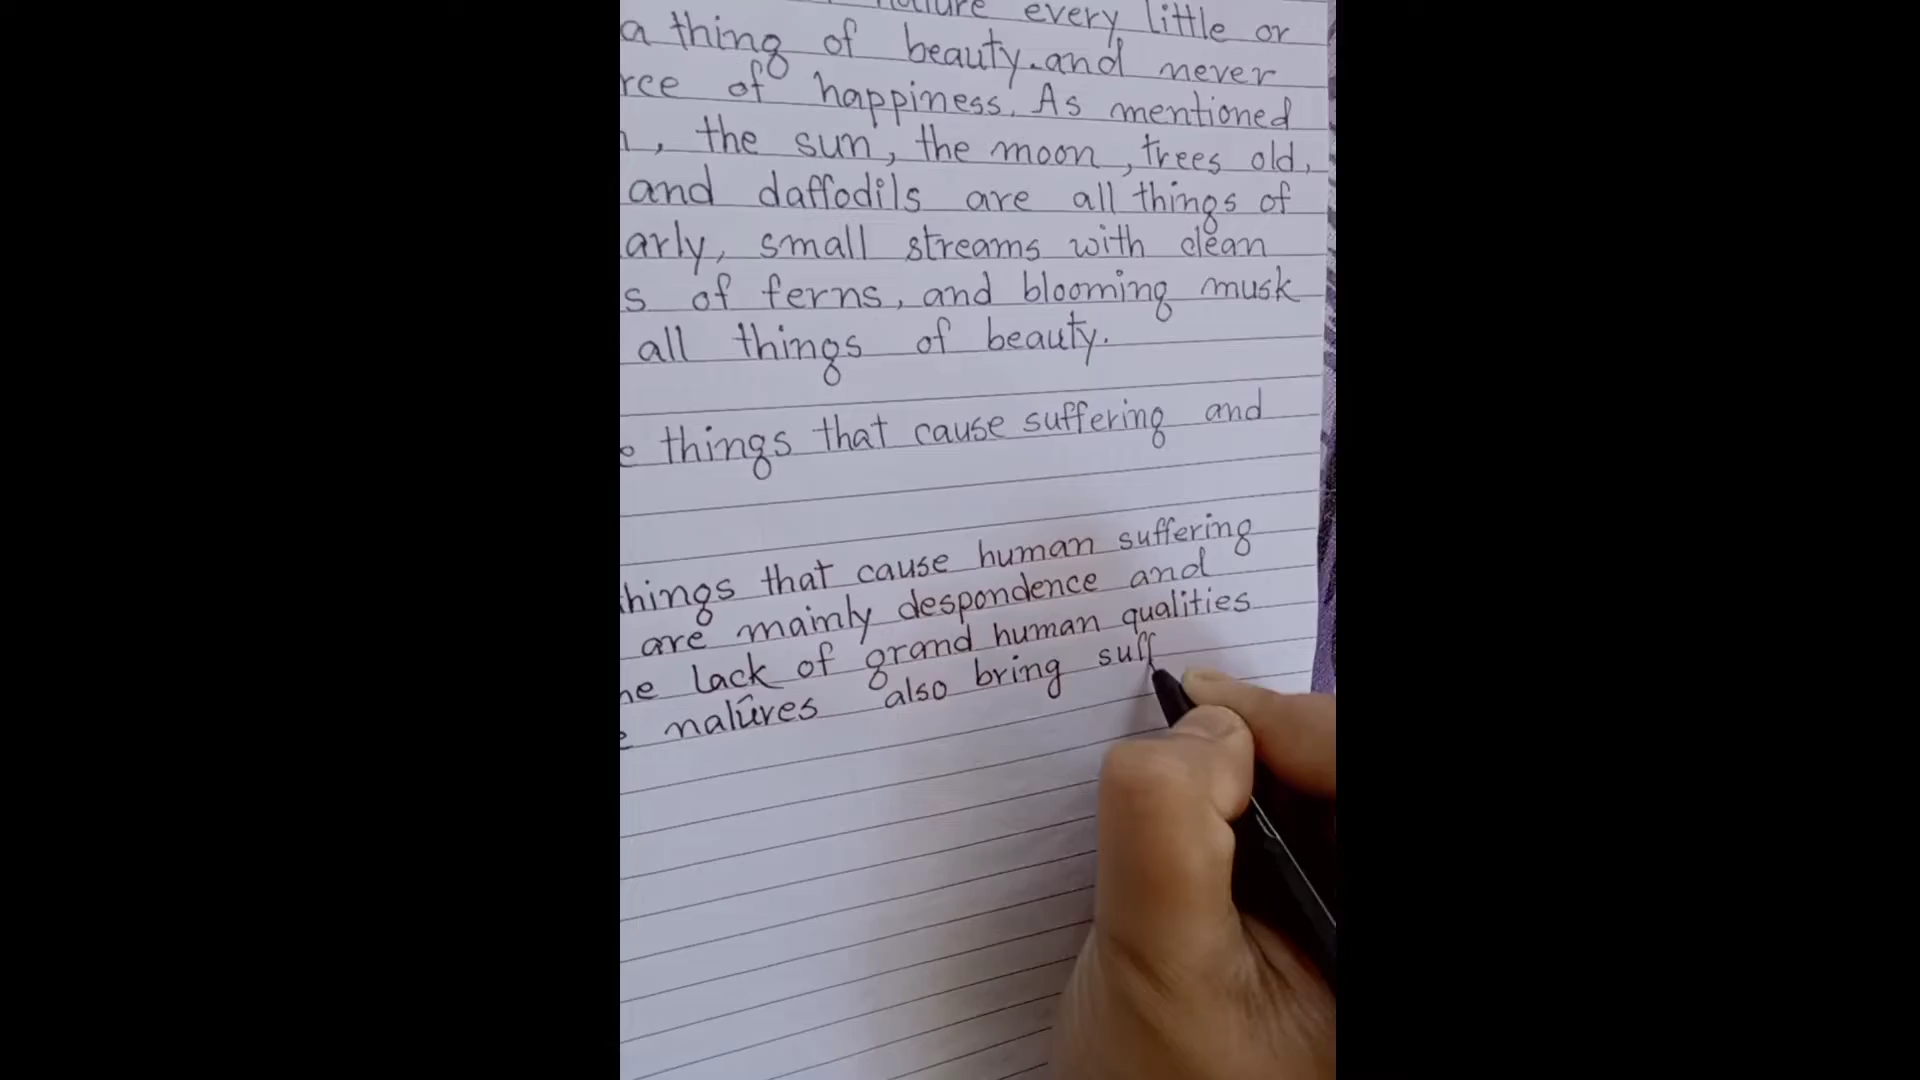 nature every little or
a thing of beauty. and never
rce of happiness. As mentioned
, the sun, the moon, trees old,
and daffodils are all things of
arly, small streams with clean
s of ferns, and blooming musk
all things of beauty.
e things that cause suffering and
hings that cause human suffering
are mainly despondence and
he lack of grand human qualities
e natures also bring suff